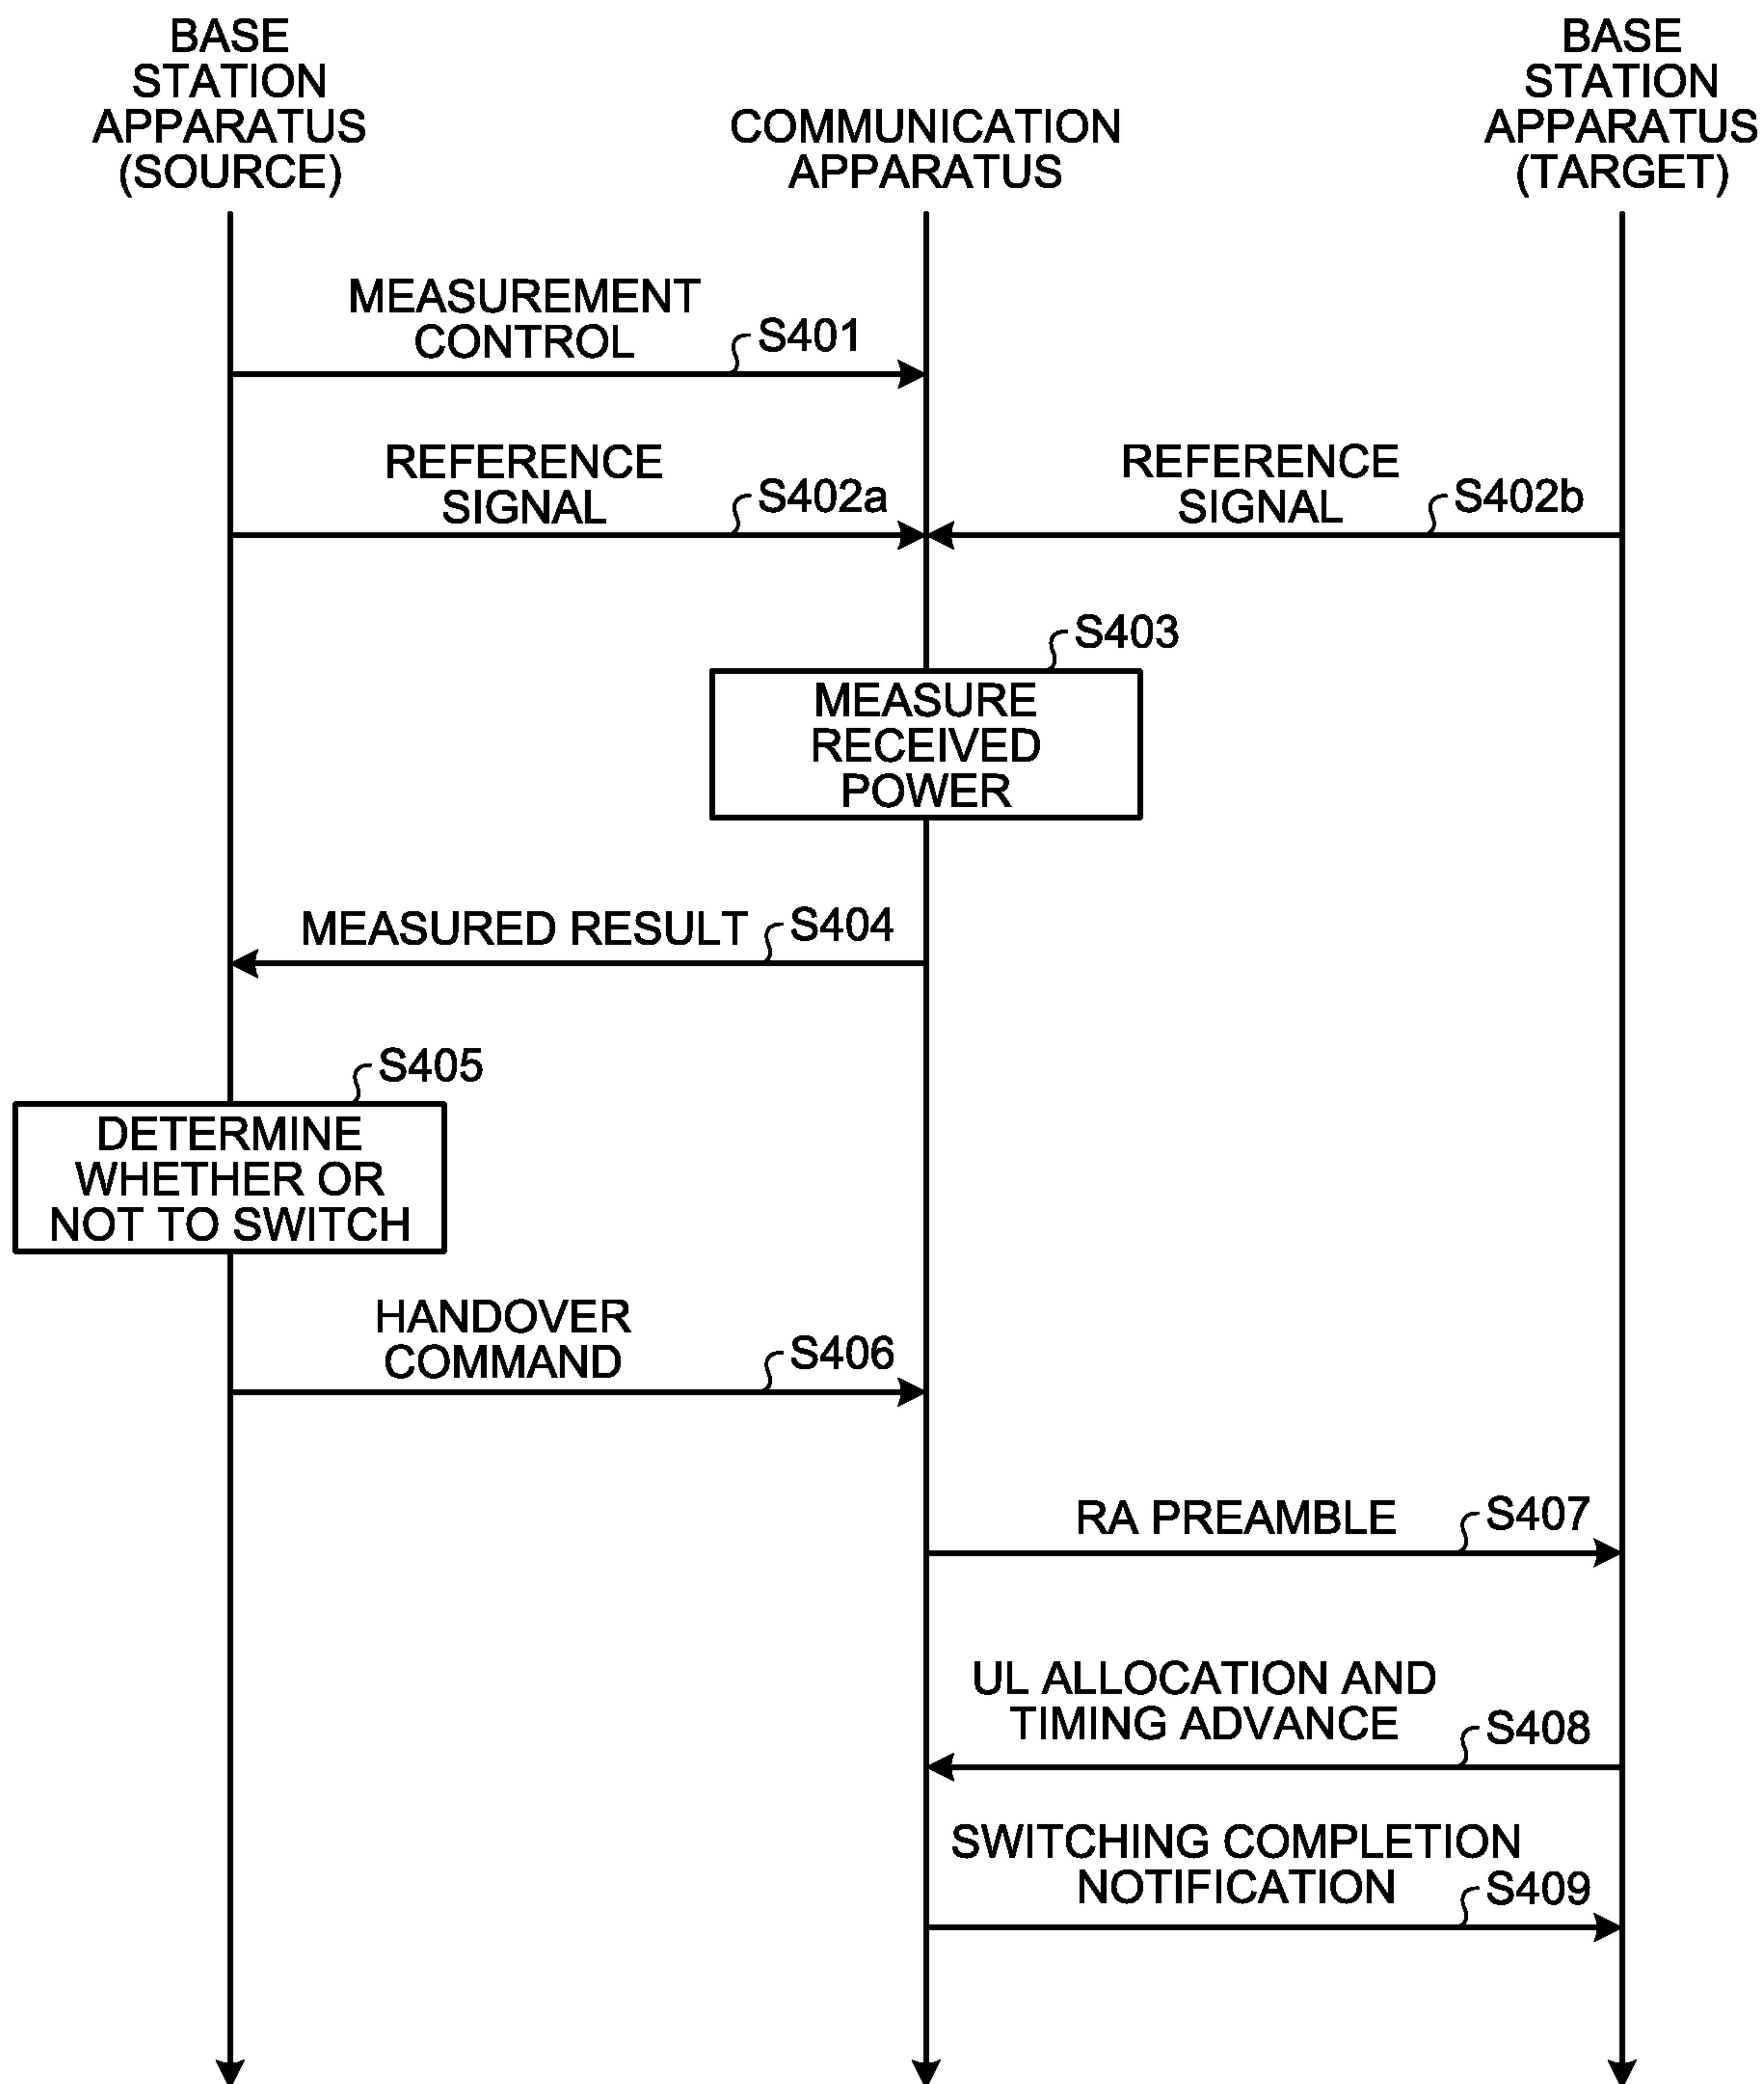 BASE
STATION
APPARATUS
(SOURCE)
COMMUNICATION
APPARATUS
BASE
STATION
APPARATUS
(TARGET)
MEASUREMENT
CONTROL
S401
REFERENCE
SIGNAL
S402a
REFERENCE
SIGNAL
S402b
S403
MEASURE
RECEIVED
POWER
MEASURED RESULT
S404
S405
DETERMINE
WHETHER OR
NOT TO SWITCH
HANDOVER
COMMAND
S406
RA PREAMBLE
S407
UL ALLOCATION AND
TIMING ADVANCE
S408
SWITCHING COMPLETION
NOTIFICATION
S409